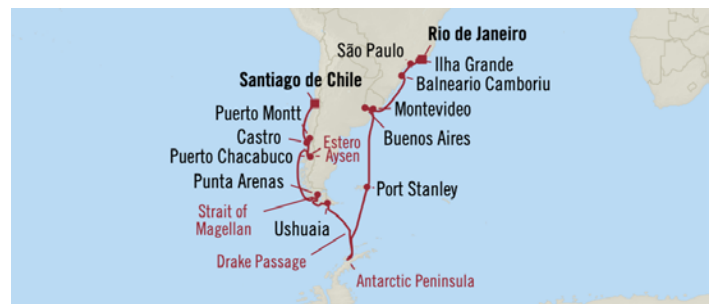 Rio de Janeiro
São Paulo
Ilha Grande
Santiago de Chile
Balneario Camboriu
Puerto Montt
Montevideo
Castro
Estero
Aysen
Buenos Aires
Puerto Chacabuco
Punta Arenas
Port Stanley
Strait of
Magellan
Ushuaia
Drake Passage
Antarctic Peninsula